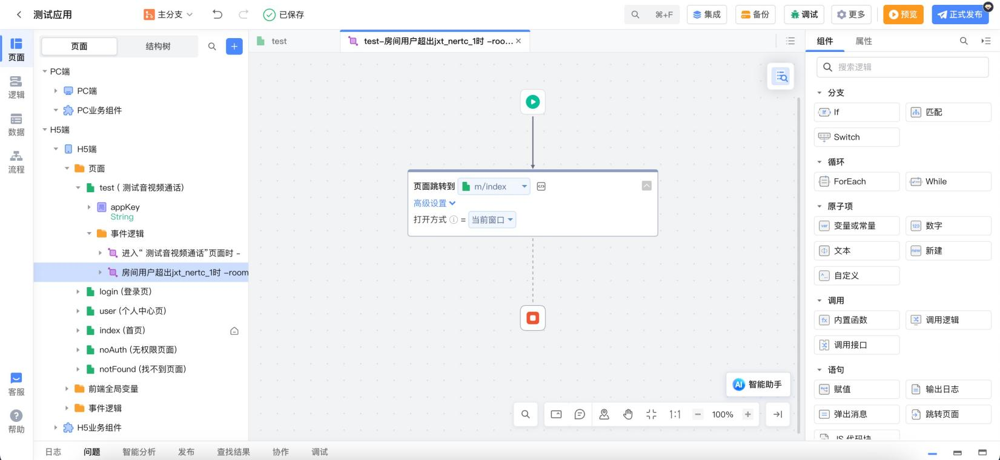 测试应用
主分支
已保存
⌘+F
集成
备份
调试
更多
预览
正式发布
页面
逻辑
数据
流程
客服
帮助
页面
结构树
PC端
PC端
PC业务组件
H5端
H5端
页面
test ( 测试音视频通话)
appKey
String
事件逻辑
进入“ 测试音视频通话”页面时 -
房间用户超出jxt_nertc_1时 -room
login (登录页)
user (个人中心页)
index (首页)
noAuth (无权限页面)
notFound (找不到页面)
前端全局变量
事件逻辑
H5业务组件
test
test-房间用户超出jxt_nertc_1时 -roo...
页面跳转到
m/index
高级设置
打开方式
=
当前窗口
AI 智能助手
1:1
100%
组件
属性
搜索逻辑
分支
If
匹配
Switch
循环
ForEach
While
原子项
变量或常量
数字
文本
新建
自定义
调用
内置函数
调用逻辑
调用接口
语句
赋值
输出日志
弹出消息
跳转页面
JS 代码块
日志
问题
智能分析
发布
查找结果
协作
调试